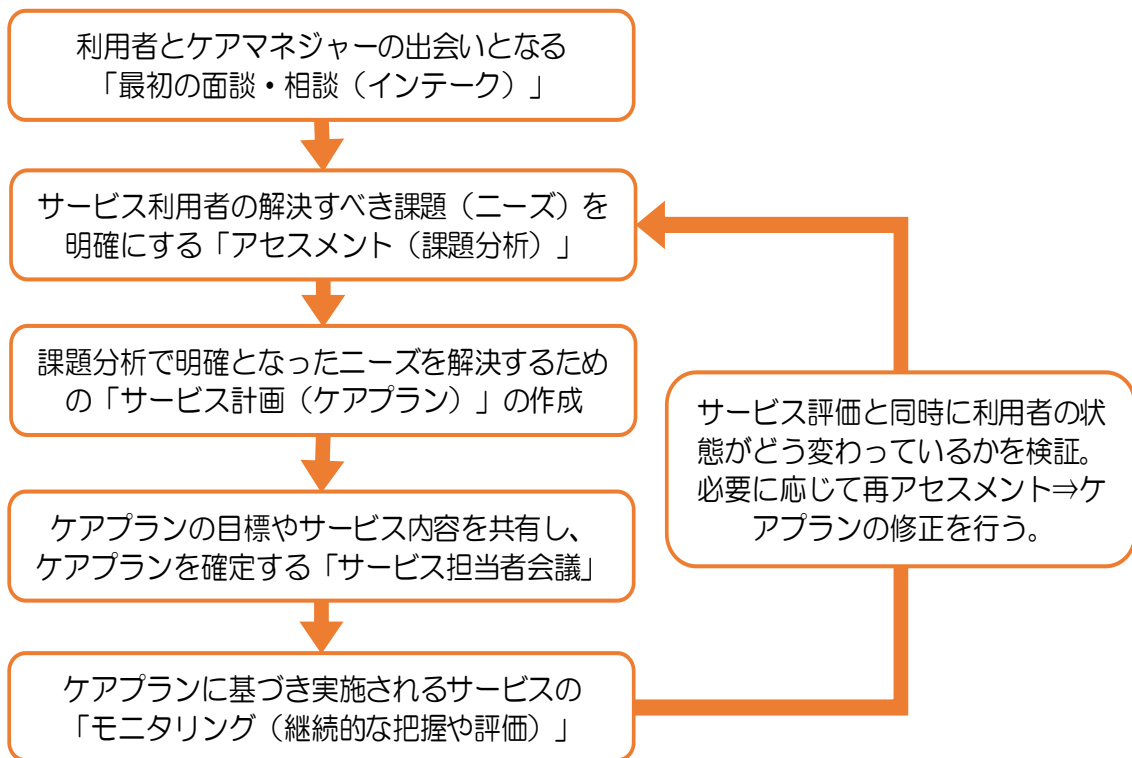 利用者とケアマネジャーの出会いとなる
「最初の面談・相談（インテーク）」
サービス利用者の解決すべき課題（ニーズ）を
明確にする「アセスメント（課題分析）」
課題分析で明確となったニーズを解決するため
の「サービス計画（ケアプラン）」の作成
ケアプランの目標やサービス内容を共有し、
ケアプランを確定する「サービス担当者会議」
ケアプランに基づき実施されるサービスの
「モニタリング（継続的な把握や評価）」
サービス評価と同時に利用者の状
態がどう変わっているかを検証。
必要に応じて再アセスメント⇒ケ
アプランの修正を行う。